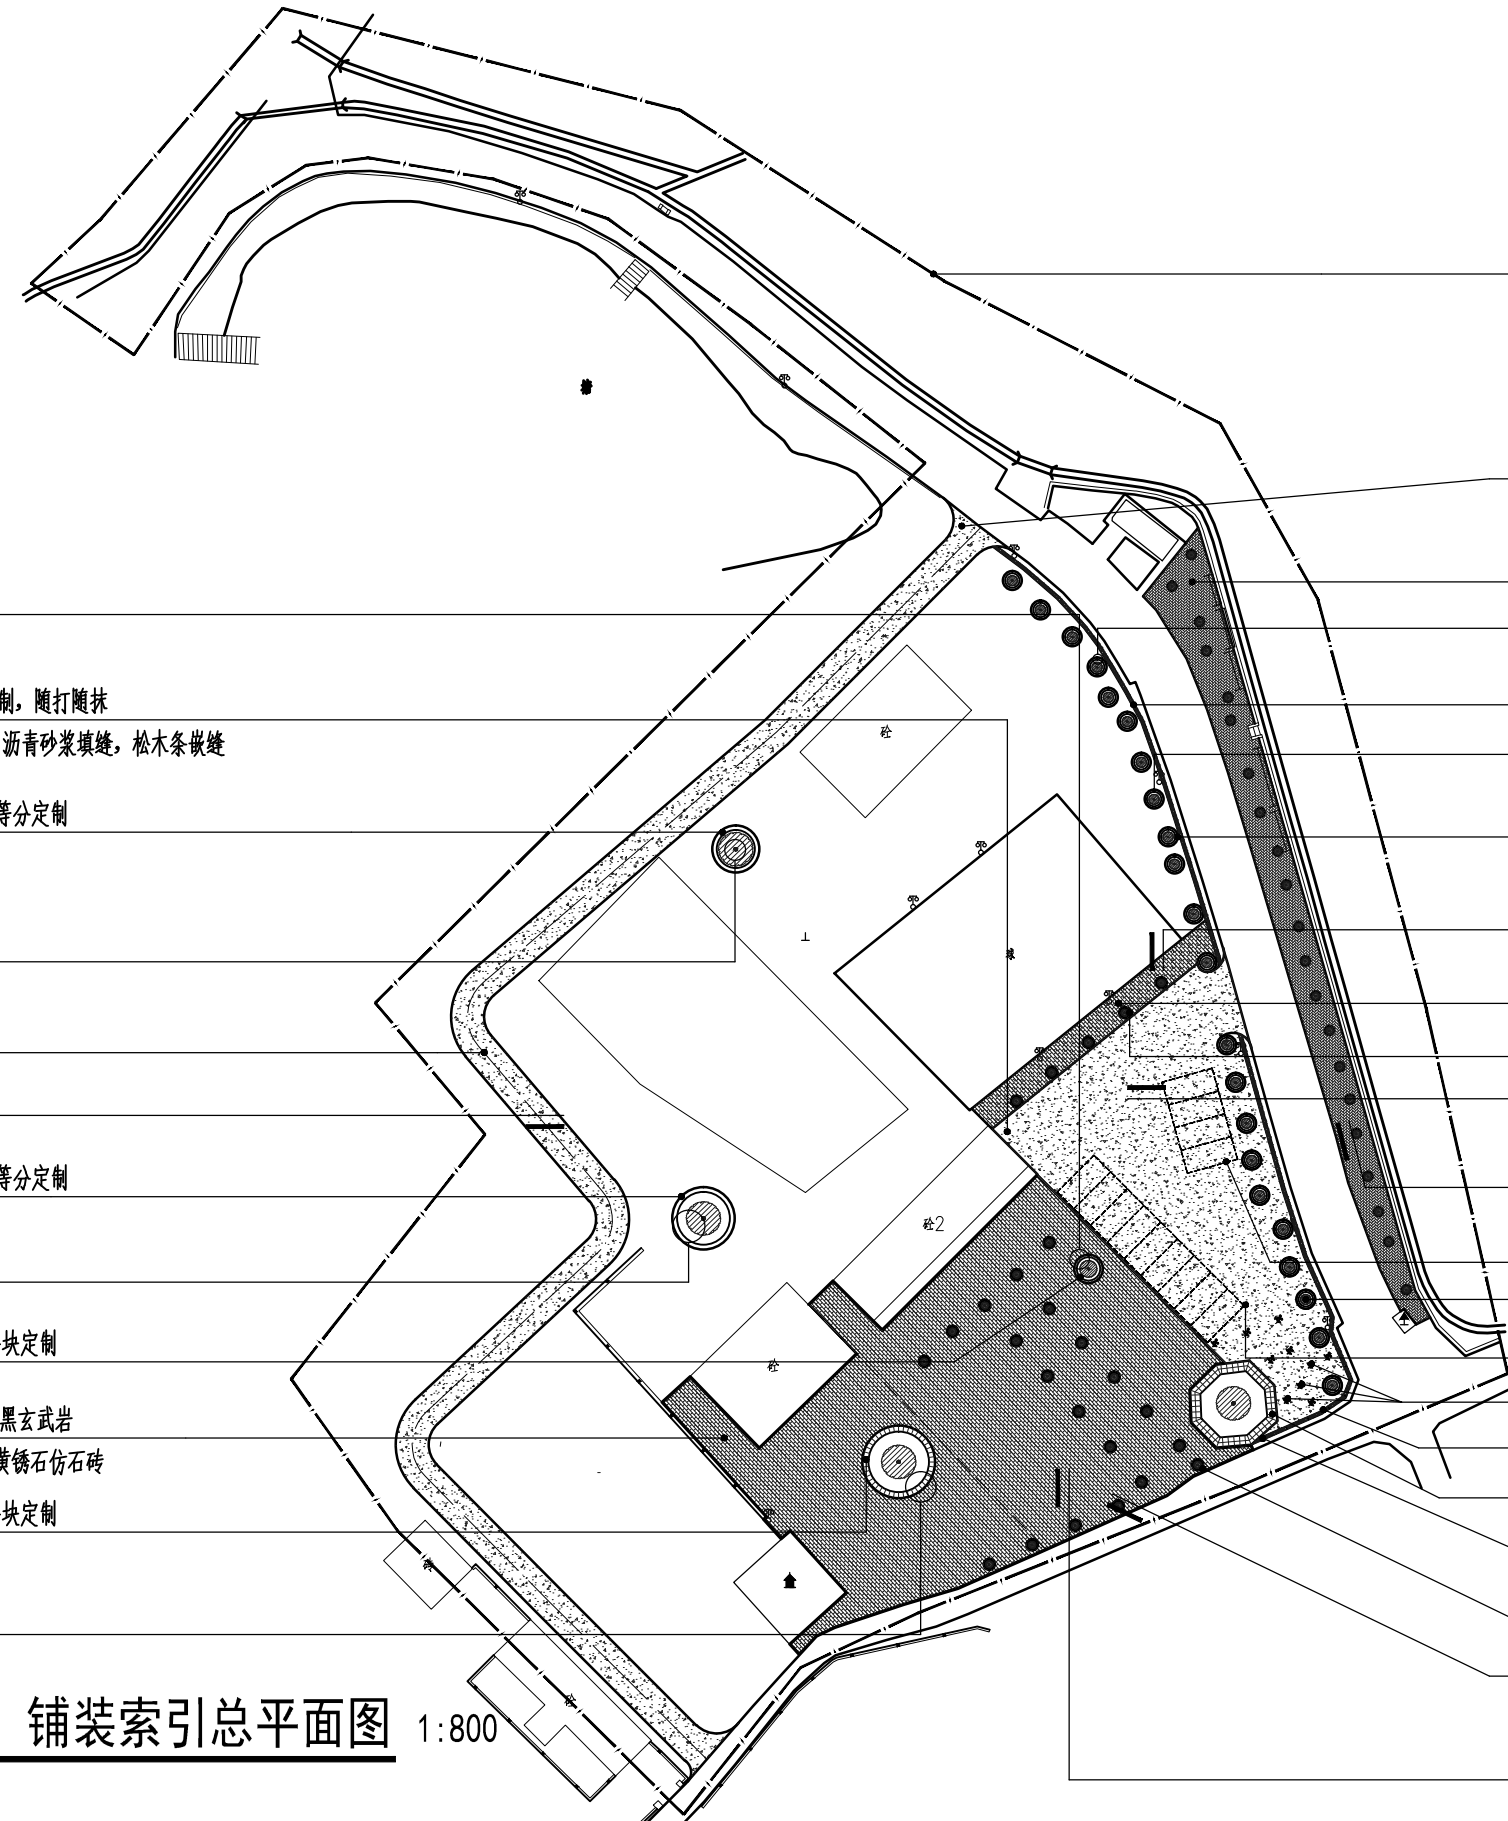 制，随打随抹
沥青砂浆填缝，松木条嵌缝
砼
等分定制
砼2
等分定制
块定制
砼
黑玄武岩
黄锈石仿石砖
块定制
砼
铺装索引总平面图 1:800